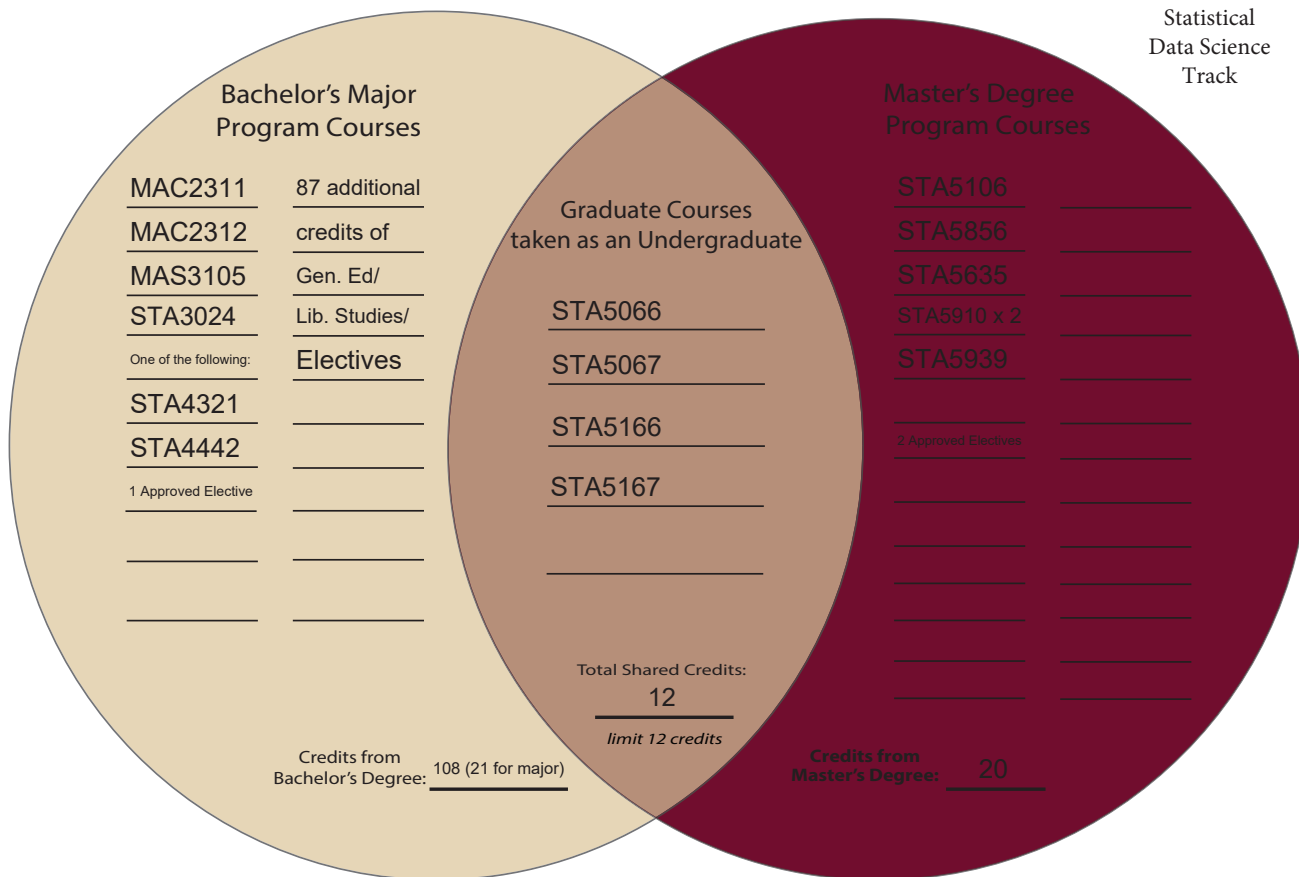 Statistical
Data Science
Track
Bachelor's Major
Program Courses
MAC2311
MAC2312
MAS3105
STA3024
One of the following:
STA4321
STA4442
1 Approved Elective
87 additional
credits of
Gen. Ed/
Lib. Studies/
Electives
Credits from
Bachelor's Degree: 108 (21 for major)
Graduate Courses
taken as an Undergraduate
STA5066
STA5067
STA5166
STA5167
Total Shared Credits:
12
limit 12 credits
Master's Degree
Program Courses
STA5106
STA5856
STA5635
STA5910 x 2
STA5939
2 Approved Electives
Credits from
Master's Degree: 20